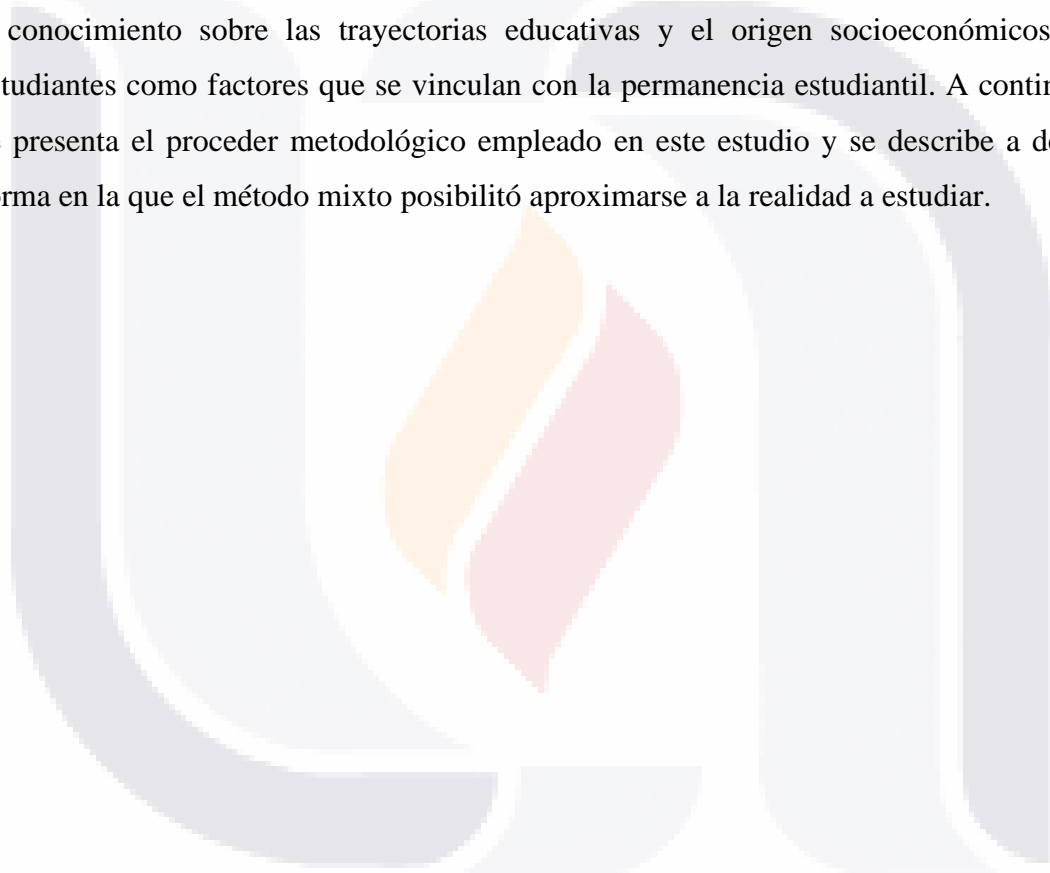 conocimiento sobre las trayectorias educativas y el origen socioeconómicos
tudiantes como factores que se vinculan con la permanencia estudiantil. A contin
presenta el proceder metodológico empleado en este estudio y se describe a de
orma en la que el método mixto posibilitó aproximarse a la realidad a estudiar.